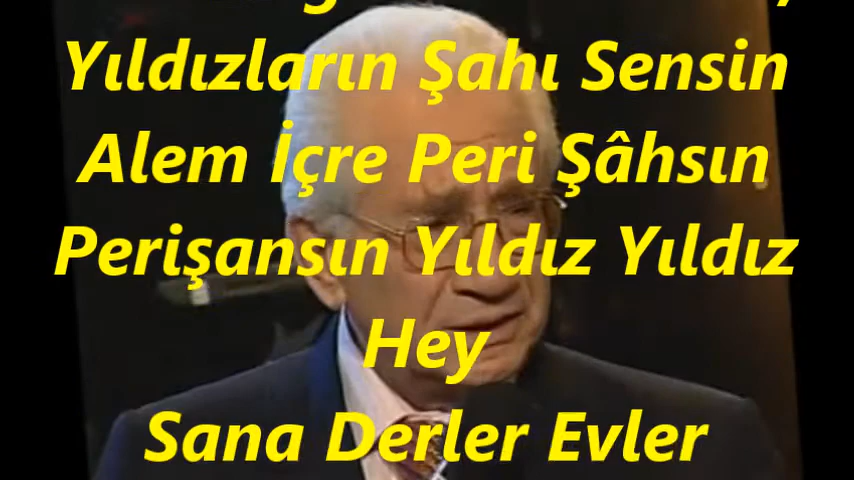 Yıldızların Şahı Sensin
Alem İçre Peri Şâhsın
Perişansın Yıldız Yıldız
Hey
Sana Derler Evler